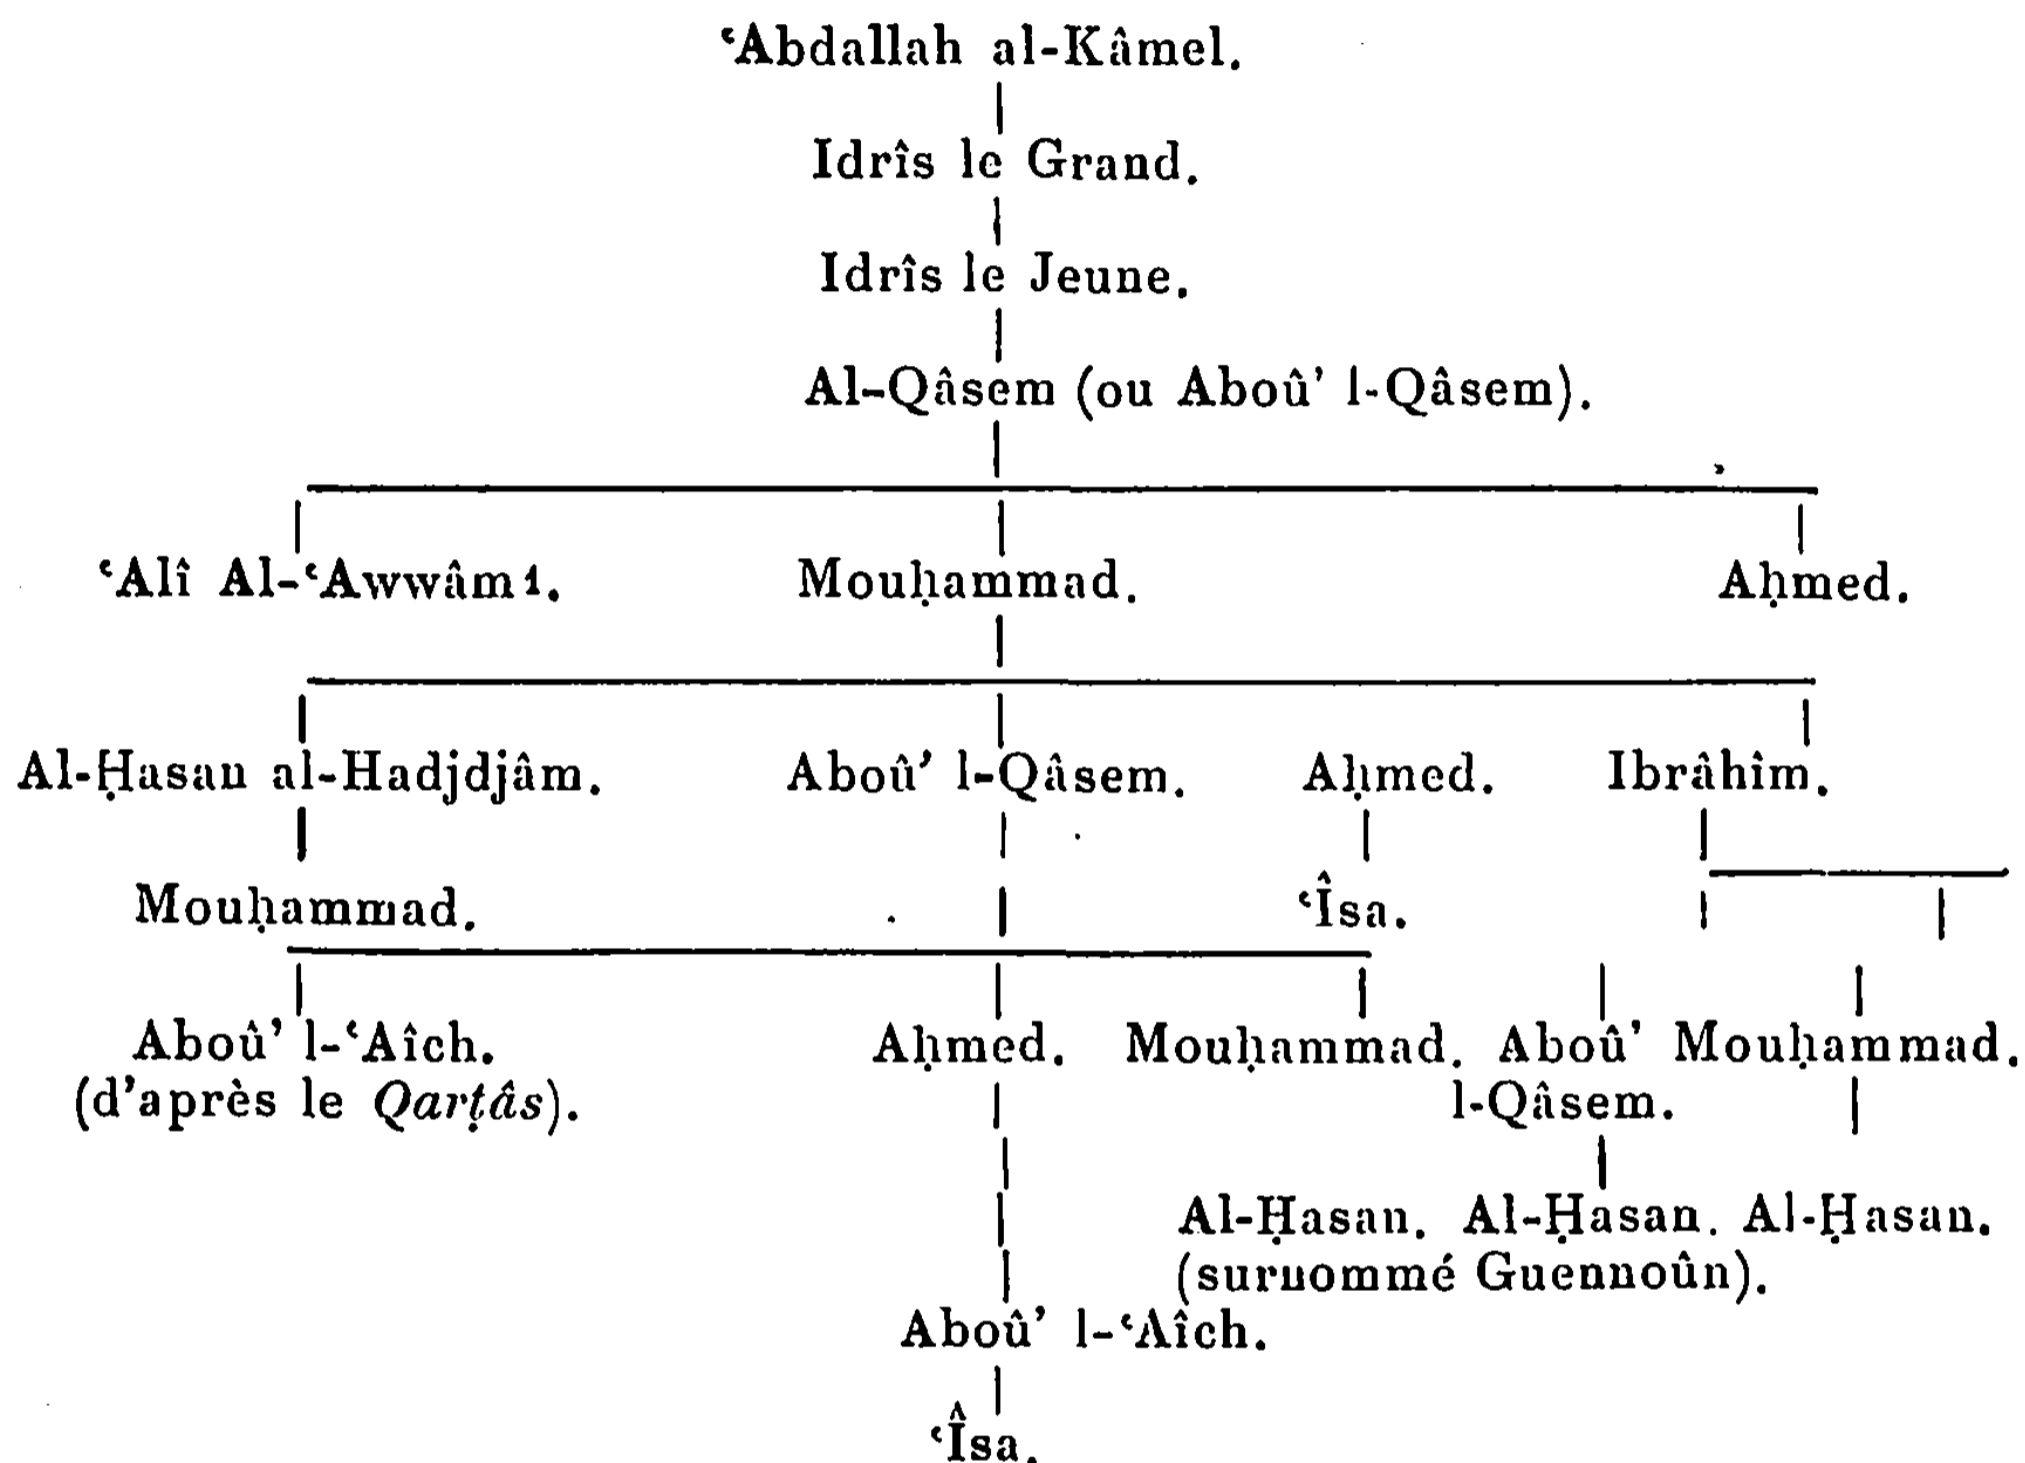 ʿAbdallah al-Kâmel.
Idrîs le Grand.
Idrîs le Jeune.
Al-Qâsem (ou Aboû' l-Qâsem).
ʿAlî Al-ʿAwwâm 1. Mouḥammad. Aḥmed.
Al-Ḥasan al-Hadjdjâm. Aboû' l-Qâsem. Aḥmed. Ibrâhîm.
Mouḥammad. ʿÎsa.
Aboû' l-ʿAîch. Aḥmed. Mouḥammad. Aboû' Mouḥammad.
(d'après le Qarṭâs). l-Qâsem.
Al-Ḥasan. Al-Ḥasan. Al-Ḥasan.
(surnommé Guennoûn).
Aboû' l-ʿAîch.
ʿÎsa.